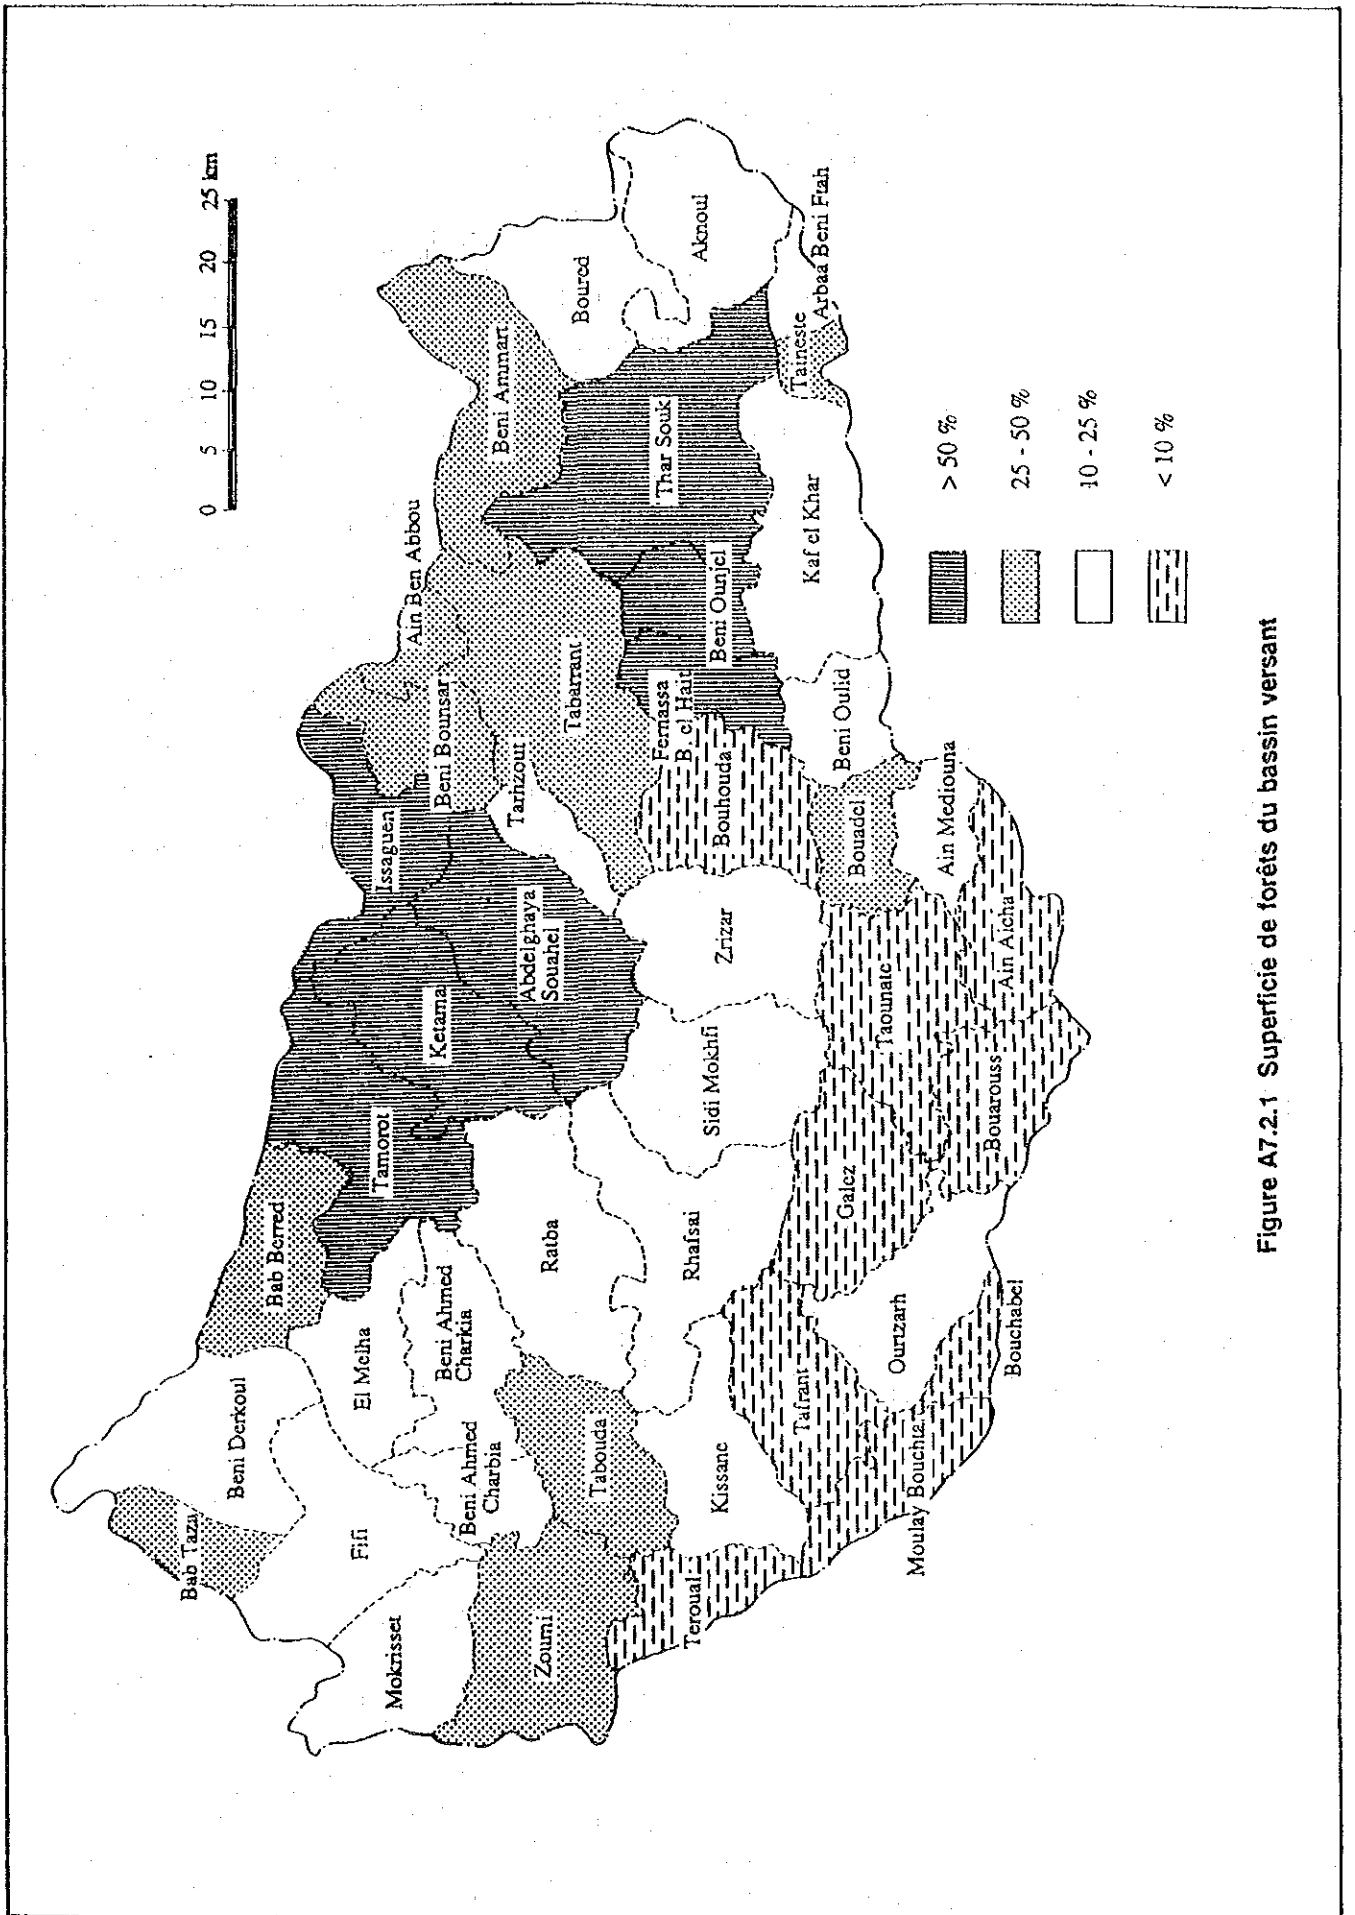 0 5 10 15 20 25 km
Bab Taza
Beni Derkoul
Bab Berred
Fifi
El Melha
Mokrisset
Beni Ahmed
Charkia
Beni Ahmed
Charbia
Zoumi
Tabouda
Tamorot
Ketama
Issaguen
Abdelghaya
Souahel
Beni Bounsar
Ain Ben Abbou
Tarhzout
Tabarrant
Beni Ammart
Boured
Aknoul
Thar Souk
Beni Ounjel
Fernassa
B. el Hait
Taineste
Arbaa Beni Ftah
Kaf el Khar
Beni Oulid
Bouhouda
Bouadel
Ain Mediouna
Ain Aicha
Zrizar
Sidi Mokhfi
Ratba
Rhafsai
Kissane
Teroual
Tafrant
Galez
Taounate
Bouarouss
Ourtzarh
Moulay Bouchta
Bouchabel
> 50 %
25 - 50 %
10 - 25 %
< 10 %
Figure A7.2.1 Superficie de forêts du bassin versant